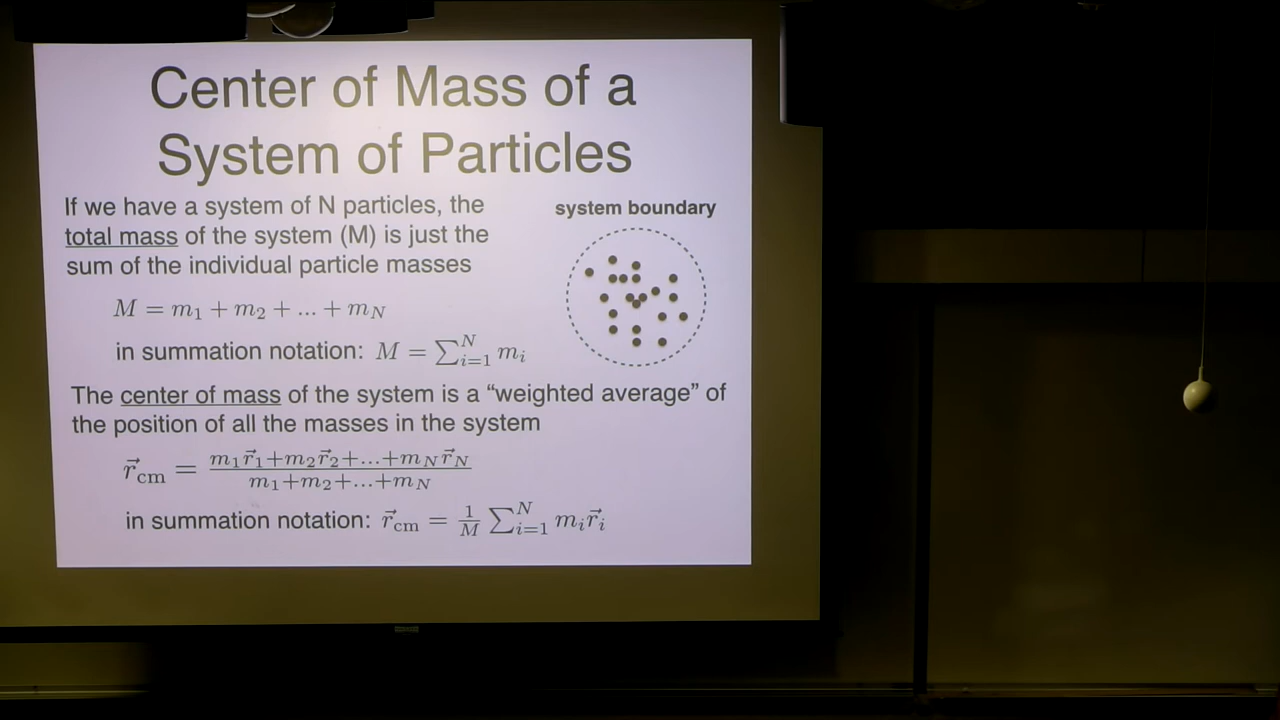 Center of Mass of a
System of Particles
If we have a system of N particles, the
total mass of the system (M) is just the
sum of the individual particle masses
M = m₁ + m₂ + ... + m_N
in summation notation: M = ∑_{i=1}^{N} m_i
system boundary
The center of mass of the system is a “weighted average” of
the position of all the masses in the system
r⃗_cm = (m₁r⃗₁+m₂r⃗₂+...+m_N r⃗_N)/(m₁+m₂+...+m_N)
in summation notation: r⃗_cm = 1/M ∑_{i=1}^{N} m_i r⃗_i